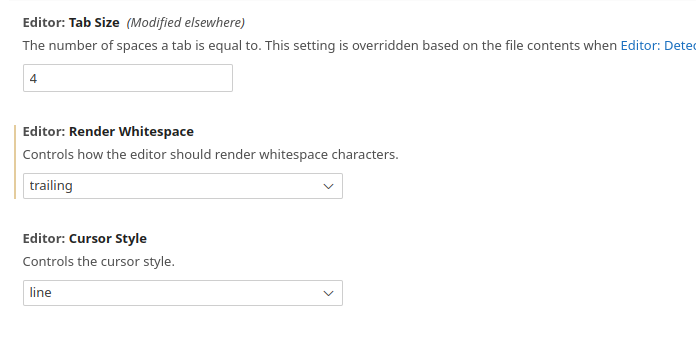 Editor: Tab Size (Modified elsewhere)
The number of spaces a tab is equal to. This setting is overridden based on the file contents when Editor:
4
Editor: Render Whitespace
Controls how the editor should render whitespace characters.
trailing
Editor: Cursor Style
Controls the cursor style.
line